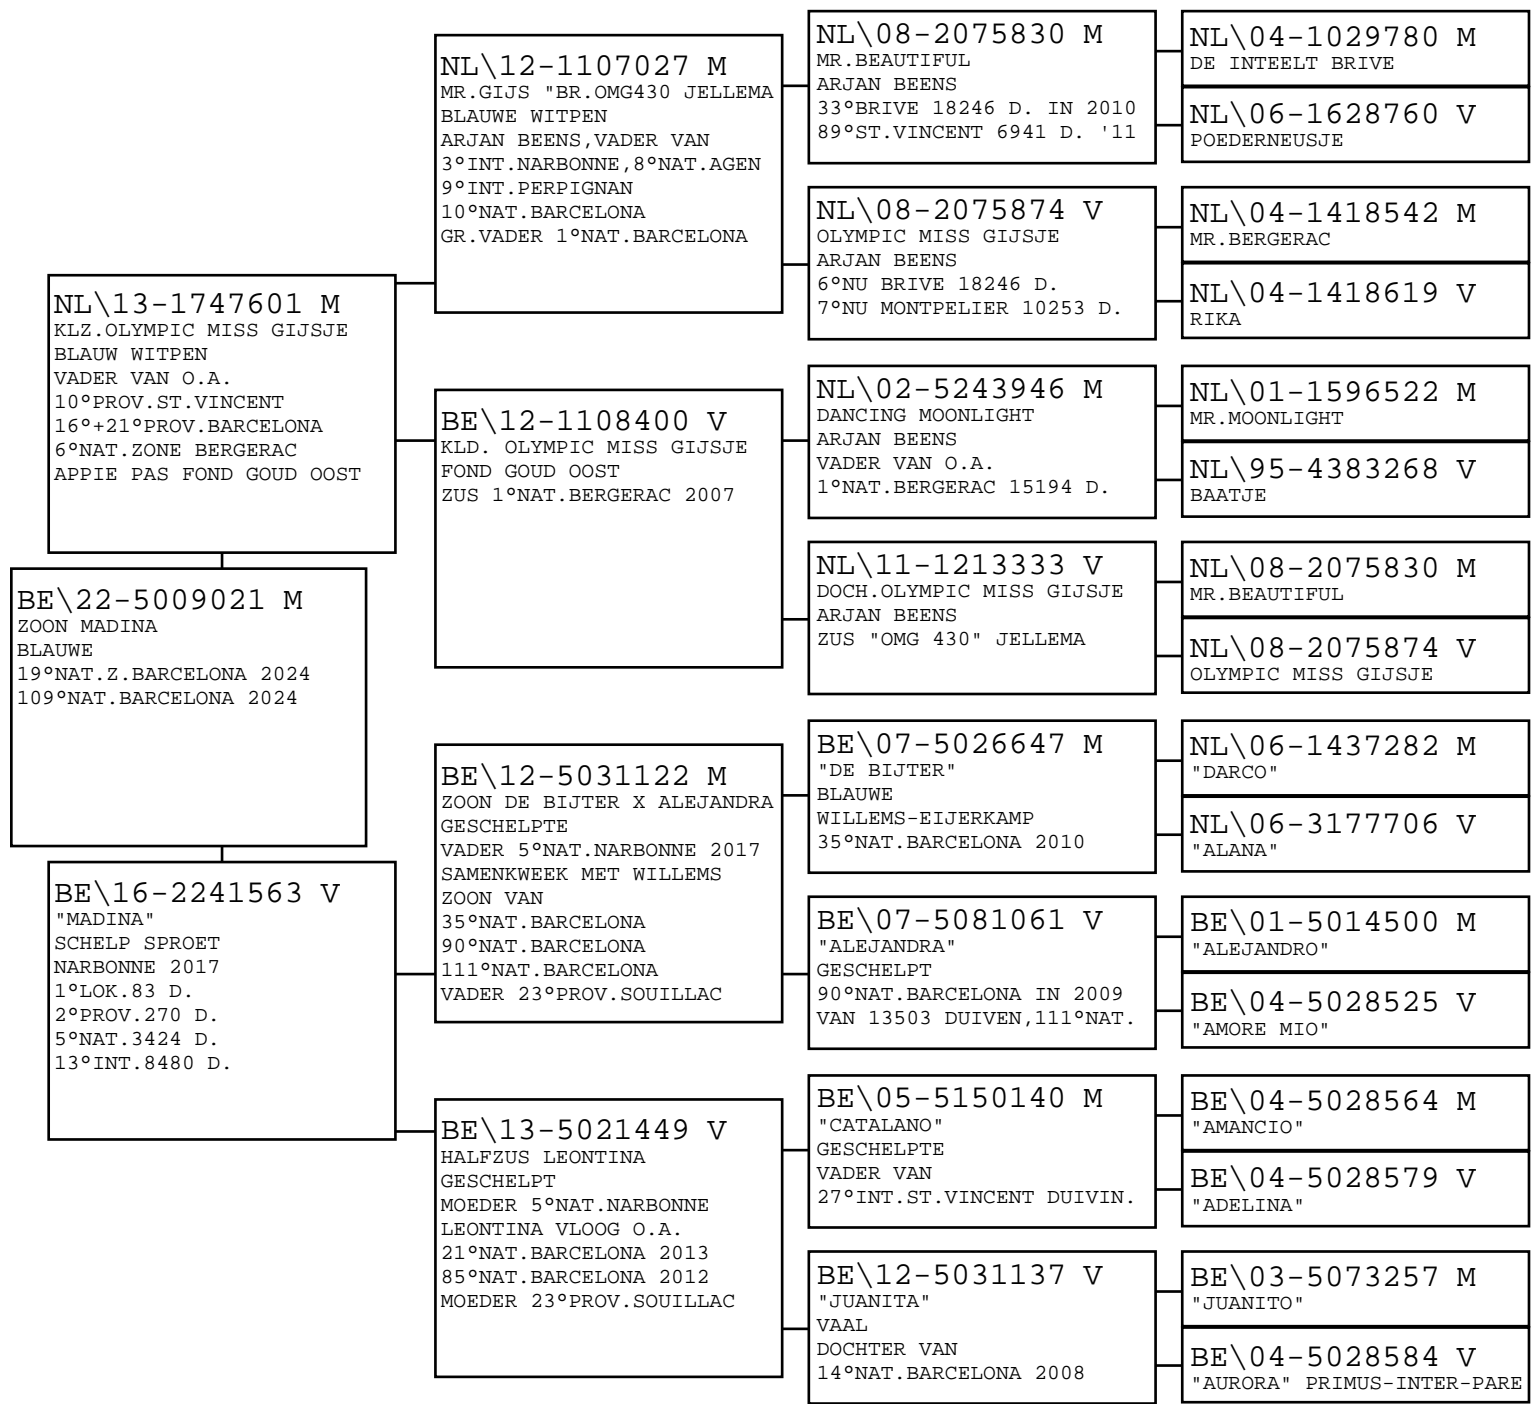 BE\22-5009021 M
ZOON MADINA
BLAUWE
19°NAT.Z.BARCELONA 2024
109°NAT.BARCELONA 2024
NL\13-1747601 M
KLZ.OLYMPIC MISS GIJSJE
BLAUW WITPEN
VADER VAN O.A.
10°PROV.ST.VINCENT
16°+21°PROV.BARCELONA
6°NAT.ZONE BERGERAC
APPIE PAS FOND GOUD OOST
BE\16-2241563 V
"MADINA"
SCHELP SPROET
NARBONNE 2017
1°LOK.83 D.
2°PROV.270 D.
5°NAT.3424 D.
13°INT.8480 D.
NL\12-1107027 M
MR.GIJS "BR.OMG430 JELLEMA
BLAUWE WITPEN
ARJAN BEENS,VADER VAN
3°INT.NARBONNE,8°NAT.AGEN
9°INT.PERPIGNAN
10°NAT.BARCELONA
GR.VADER 1°NAT.BARCELONA
BE\12-1108400 V
KLD. OLYMPIC MISS GIJSJE
FOND GOUD OOST
ZUS 1°NAT.BERGERAC 2007
BE\12-5031122 M
ZOON DE BIJTER X ALEJANDRA
GESCHELPTE
VADER 5°NAT.NARBONNE 2017
SAMENKWEEK MET WILLEMS
ZOON VAN
35°NAT.BARCELONA
90°NAT.BARCELONA
111°NAT.BARCELONA
VADER 23°PROV.SOUILLAC
BE\13-5021449 V
HALFZUS LEONTINA
GESCHELPT
MOEDER 5°NAT.NARBONNE
LEONTINA VLOOG O.A.
21°NAT.BARCELONA 2013
85°NAT.BARCELONA 2012
MOEDER 23°PROV.SOUILLAC
NL\08-2075830 M
MR.BEAUTIFUL
ARJAN BEENS
33°BRIVE 18246 D. IN 2010
89°ST.VINCENT 6941 D. '11
NL\08-2075874 V
OLYMPIC MISS GIJSJE
ARJAN BEENS
6°NU BRIVE 18246 D.
7°NU MONTPELIER 10253 D.
NL\02-5243946 M
DANCING MOONLIGHT
ARJAN BEENS
VADER VAN O.A.
1°NAT.BERGERAC 15194 D.
NL\11-1213333 V
DOCH.OLYMPIC MISS GIJSJE
ARJAN BEENS
ZUS "OMG 430" JELLEMA
BE\07-5026647 M
"DE BIJTER"
BLAUWE
WILLEMS-EIJERKAMP
35°NAT.BARCELONA 2010
BE\07-5081061 V
"ALEJANDRA"
GESCHELPT
90°NAT.BARCELONA IN 2009
VAN 13503 DUIVEN,111°NAT.
BE\05-5150140 M
"CATALANO"
GESCHELPTE
VADER VAN
27°INT.ST.VINCENT DUIVIN.
BE\12-5031137 V
"JUANITA"
VAAL
DOCHTER VAN
14°NAT.BARCELONA 2008
NL\04-1029780 M
DE INTEELT BRIVE
NL\06-1628760 V
POEDERNEUSJE
NL\04-1418542 M
MR.BERGERAC
NL\04-1418619 V
RIKA
NL\01-1596522 M
MR.MOONLIGHT
NL\95-4383268 V
BAATJE
NL\08-2075830 M
MR.BEAUTIFUL
NL\08-2075874 V
OLYMPIC MISS GIJSJE
NL\06-1437282 M
"DARCO"
NL\06-3177706 V
"ALANA"
BE\01-5014500 M
"ALEJANDRO"
BE\04-5028525 V
"AMORE MIO"
BE\04-5028564 M
"AMANCIO"
BE\04-5028579 V
"ADELINA"
BE\03-5073257 M
"JUANITO"
BE\04-5028584 V
"AURORA" PRIMUS-INTER-PARE